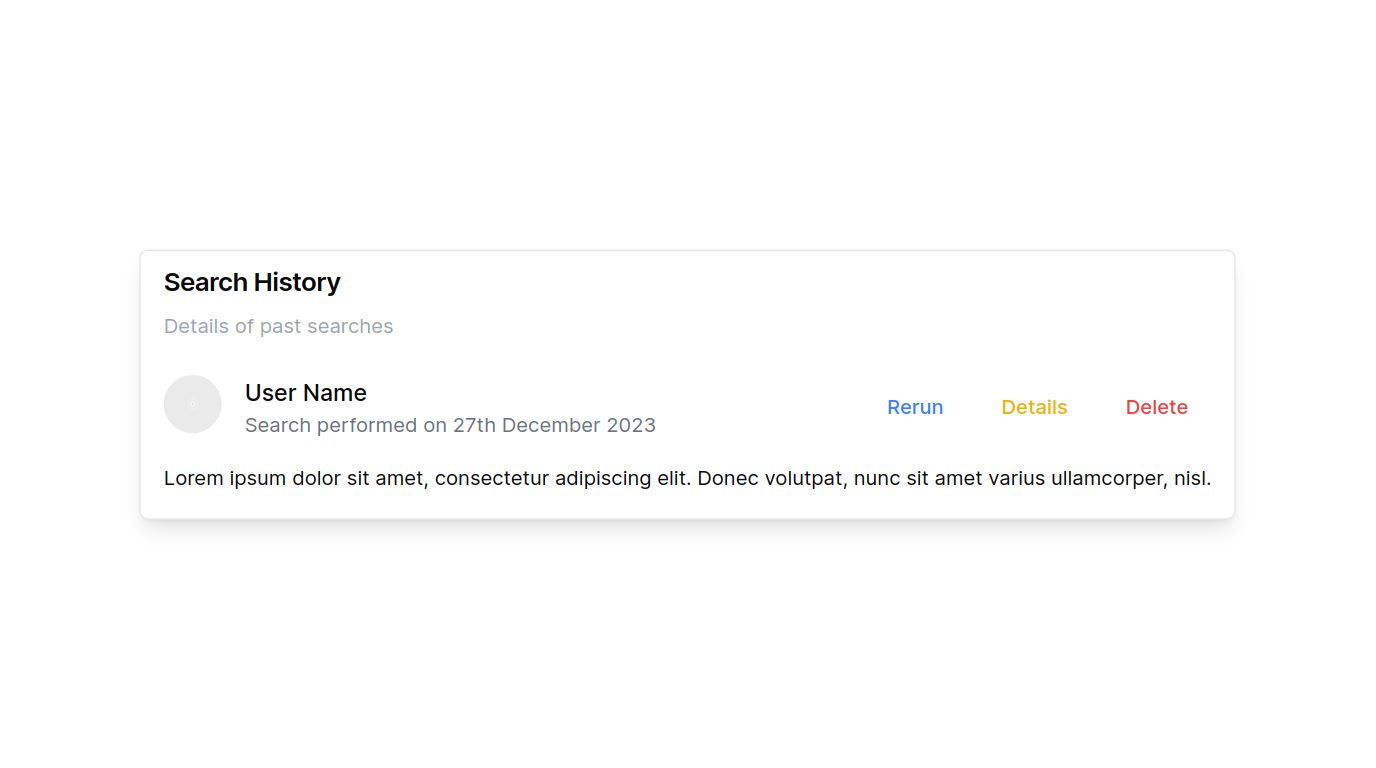 Search History
Details of past searches
User Name
Search performed on 27th December 2023
Rerun
Details
Delete
Lorem ipsum dolor sit amet, consectetur adipiscing elit. Donec volutpat, nunc sit amet varius ullamcorper, nisl.